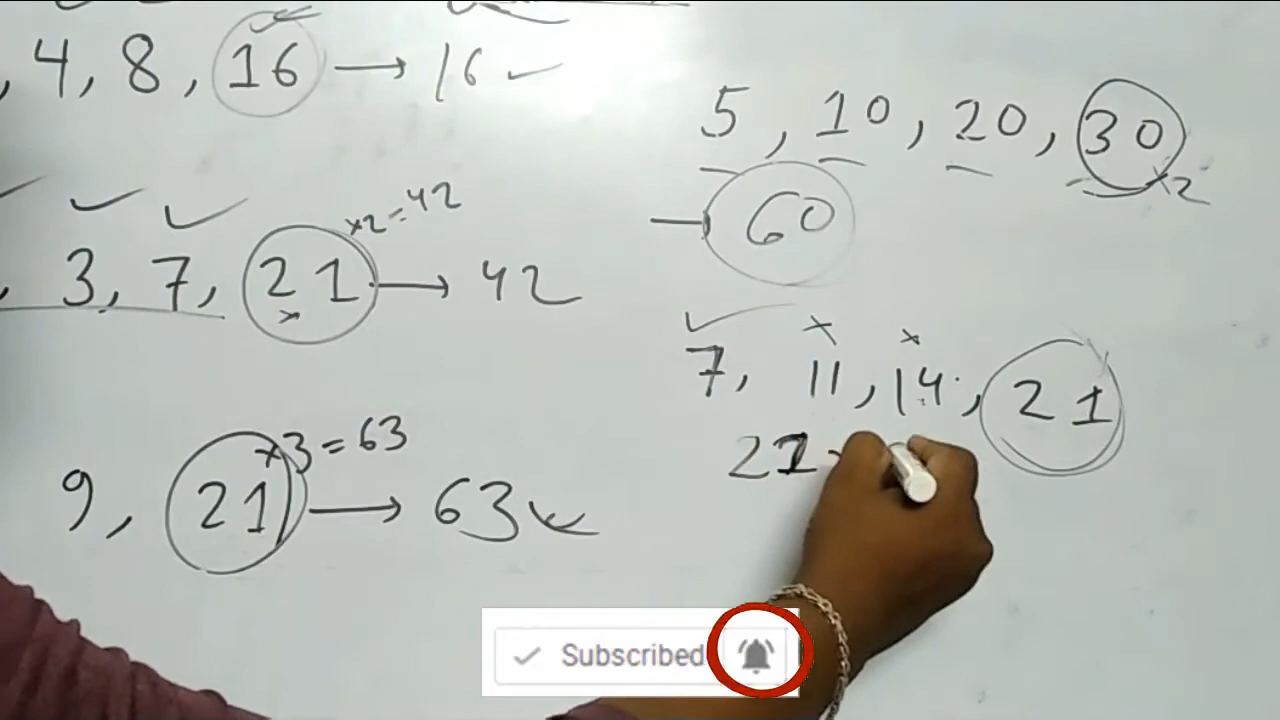 , 4, 8, 16 → 16 ✓
, 3, 7, 21 → 42
×2=42
9, 21 → 63
×3=63
5, 10, 20, 30
×2
60
7, 11, 14, 21
21
Subscribed